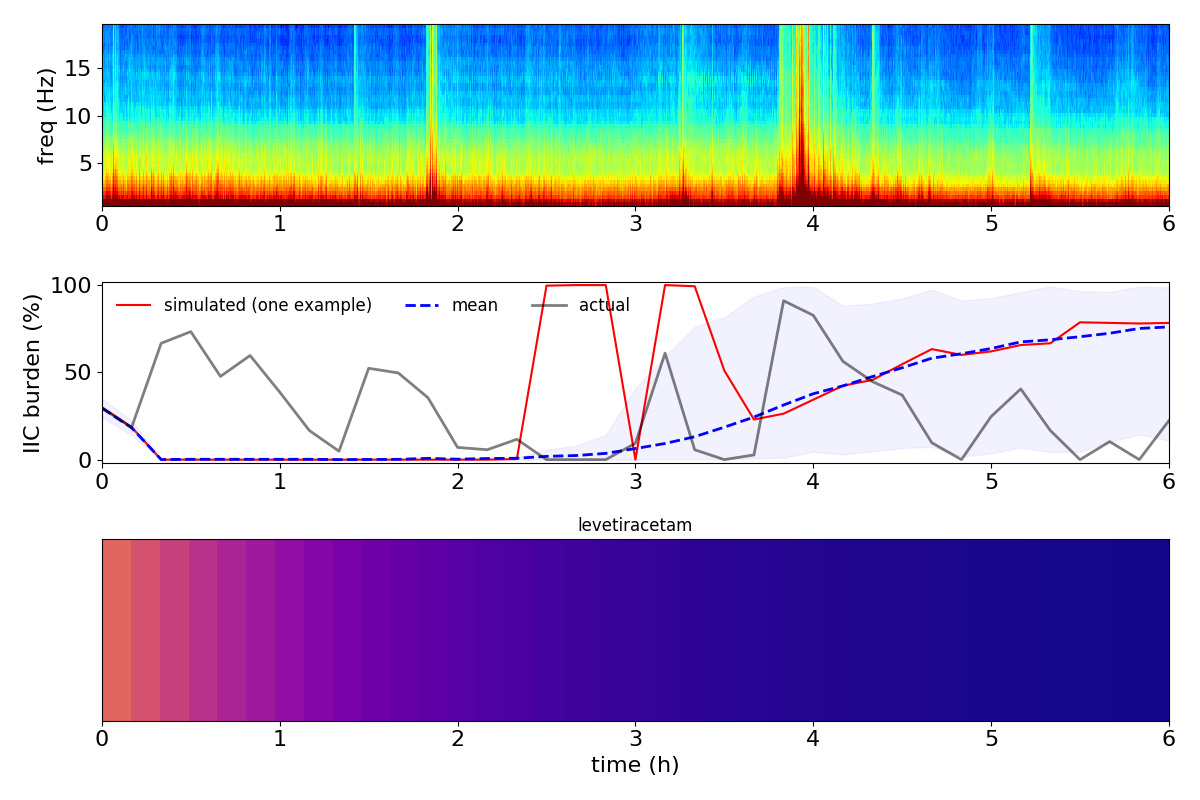 freq (Hz)
15
10
5
0 1 2 3 4 5 6
IIC burden (%)
100
50
0
simulated (one example) mean actual
0 1 2 3 4 5 6
levetiracetam
0 1 2 3 4 5 6
time (h)